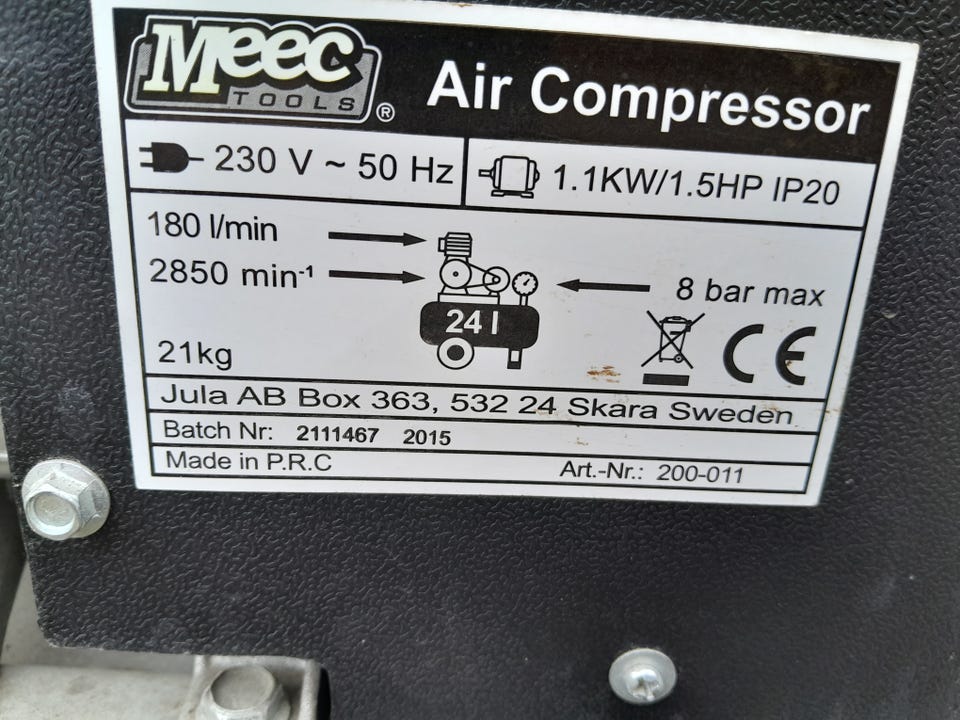 Meec
TOOLS®
Air Compressor
230 V ~ 50 Hz
1.1KW/1.5HP IP20
180 l/min
2850 min⁻¹
8 bar max
24 l
21kg
CE
Jula AB Box 363, 532 24 Skara Sweden
Batch Nr: 2111467 2015
Made in P.R.C
Art.-Nr.: 200-011